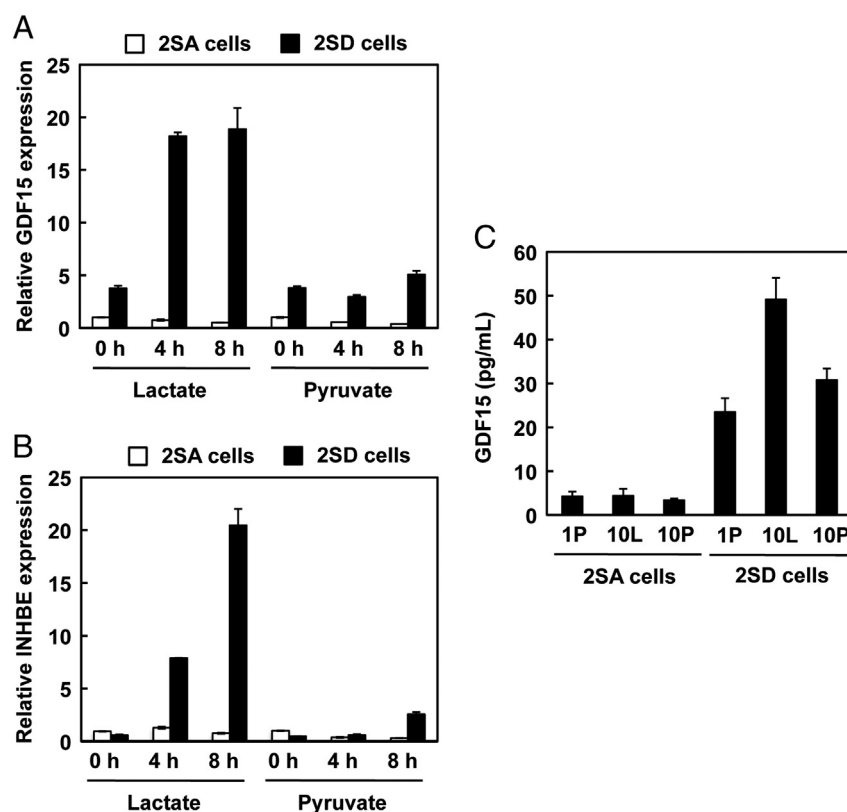 A
2SA cells 2SD cells
Relative GDF15 expression
25
20
15
10
5
0
0 h 4 h 8 h 0 h 4 h 8 h
Lactate Pyruvate
B
2SA cells 2SD cells
Relative INHBE expression
25
20
15
10
5
0
0 h 4 h 8 h 0 h 4 h 8 h
Lactate Pyruvate
C
GDF15 (pg/mL)
60
50
40
30
20
10
0
1P 10L 10P 1P 10L 10P
2SA cells 2SD cells